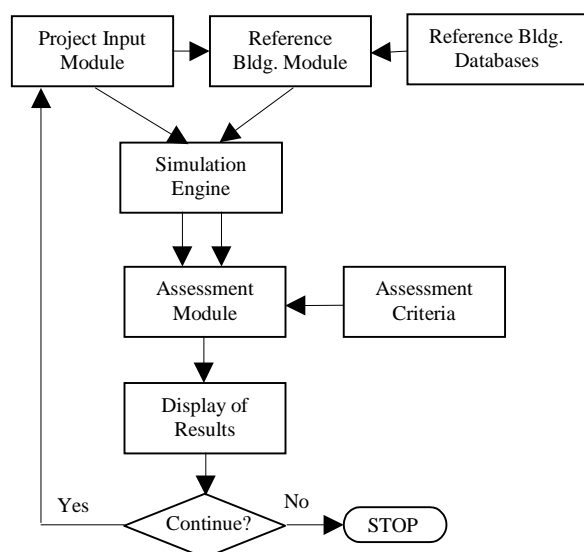 Project Input
Module
Reference
Bldg. Module
Reference Bldg.
Databases
Simulation
Engine
Assessment
Module
Assessment
Criteria
Display of
Results
Yes
Continue?
No
STOP